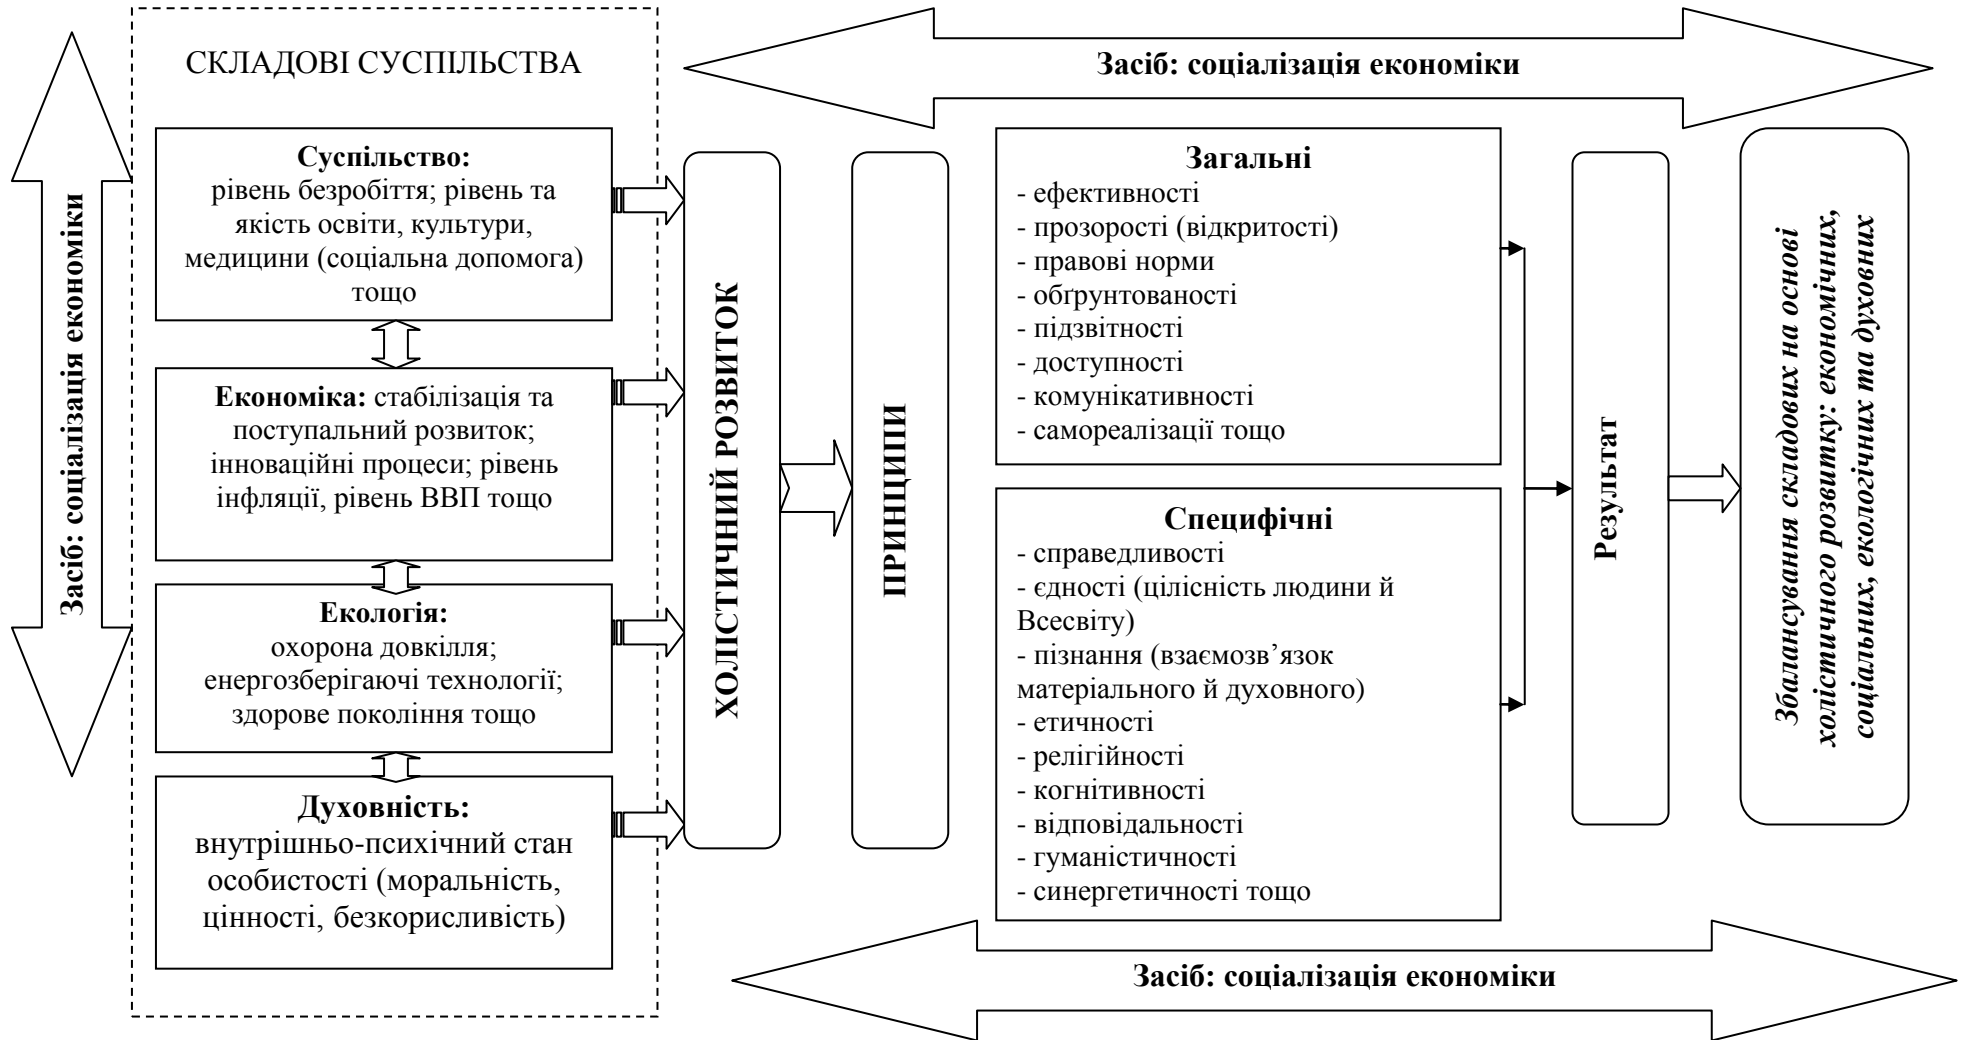 СКЛАДОВІ СУСПІЛЬСТВА
Засіб: соціалізація економіки
Засіб: соціалізація економіки
Суспільство:
рівень безробіття; рівень та
якість освіти, культури,
медицини (соціальна допомога)
тощо
Економіка: стабілізація та
поступальний розвиток;
інноваційні процеси; рівень
інфляції, рівень ВВП тощо
Екологія:
охорона довкілля;
енергозберігаючі технології;
здорове покоління тощо
Духовність:
внутрішньо-психічний стан
особистості (моральність,
цінності, безкорисливість)
ХОЛІСТИЧНИЙ РОЗВИТОК
ПРИНЦИПИ
Загальні
- ефективності
- прозорості (відкритості)
- правові норми
- обґрунтованості
- підзвітності
- доступності
- комунікативності
- самореалізації тощо
Специфічні
- справедливості
- єдності (цілісність людини й
Всесвіту)
- пізнання (взаємозв’язок
матеріального й духовного)
- етичності
- релігійності
- когнітивності
- відповідальності
- гуманістичності
- синергетичності тощо
Результат
Збалансування складових на основі
холістичного розвитку: економічних,
соціальних, екологічних та духовних
Засіб: соціалізація економіки